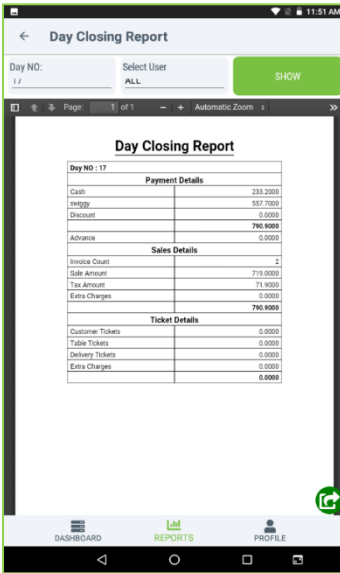 11:51 AM
Day Closing Report
Day NO:
17
Select User
ALL
SHOW
Page: 1 of 1 − + Automatic Zoom
Day Closing Report
Day NO : 17
Payment Details
Cash 233.2000
swiggy 557.7000
Discount 0.0000
790.9000
Advance 0.0000
Sales Details
Invoice Count 2
Sale Amount 719.0000
Tax Amount 71.9000
Extra Charges 0.0000
790.9000
Ticket Details
Customer Tickets 0.0000
Table Tickets 0.0000
Delivery Tickets 0.0000
Extra Charges 0.0000
0.0000
DASHBOARD REPORTS PROFILE